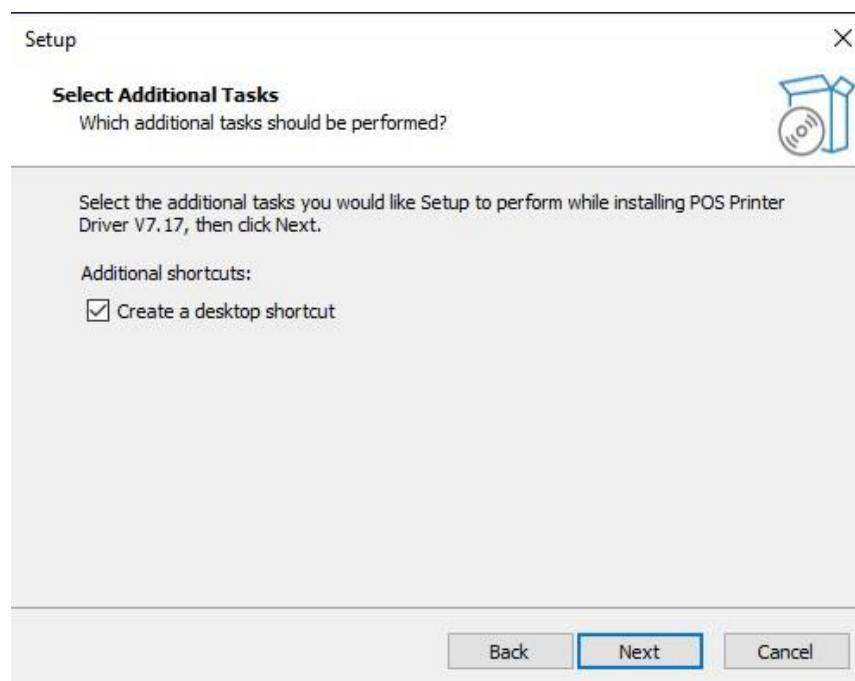 Setup
Select Additional Tasks
Which additional tasks should be performed?
Select the additional tasks you would like Setup to perform while installing POS Printer
Driver V7.17, then click Next.
Additional shortcuts:
Create a desktop shortcut
Back Next Cancel